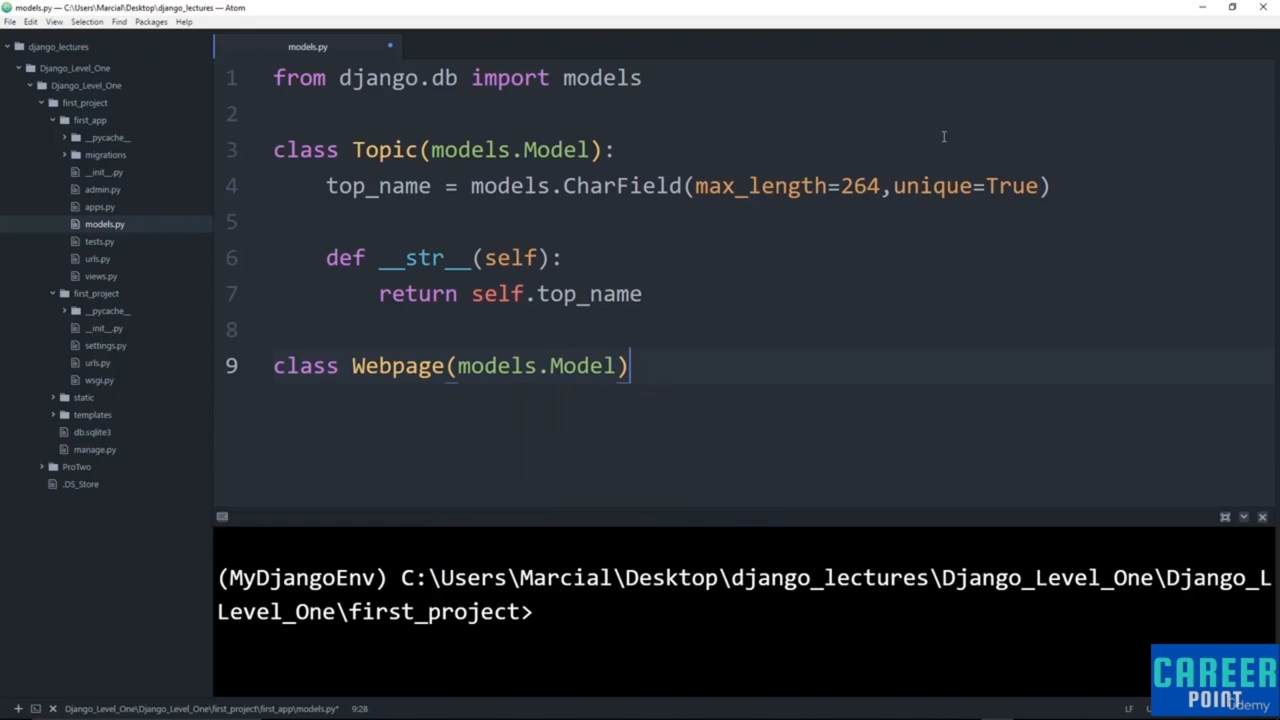 models.py — C:\Users\Marcial\Desktop\django_lectures — Atom
File Edit View Selection Find Packages Help
django_lectures
Django_Level_One
Django_Level_One
first_project
first_app
__pycache__
migrations
__init__.py
admin.py
apps.py
models.py
tests.py
urls.py
views.py
first_project
__pycache__
__init__.py
settings.py
urls.py
wsgi.py
static
templates
db.sqlite3
manage.py
ProTwo
.DS_Store
models.py
1 from django.db import models
2
3 class Topic(models.Model):
4 top_name = models.CharField(max_length=264,unique=True)
5
6 def __str__(self):
7 return self.top_name
8
9 class Webpage(models.Model)
(MyDjangoEnv) C:\Users\Marcial\Desktop\django_lectures\Django_Level_One\Django_L
Level_One\first_project>
Django_Level_One\Django_Level_One\first_project\first_app\models.py* 9:28
LF
CAREER
POINT
Udemy